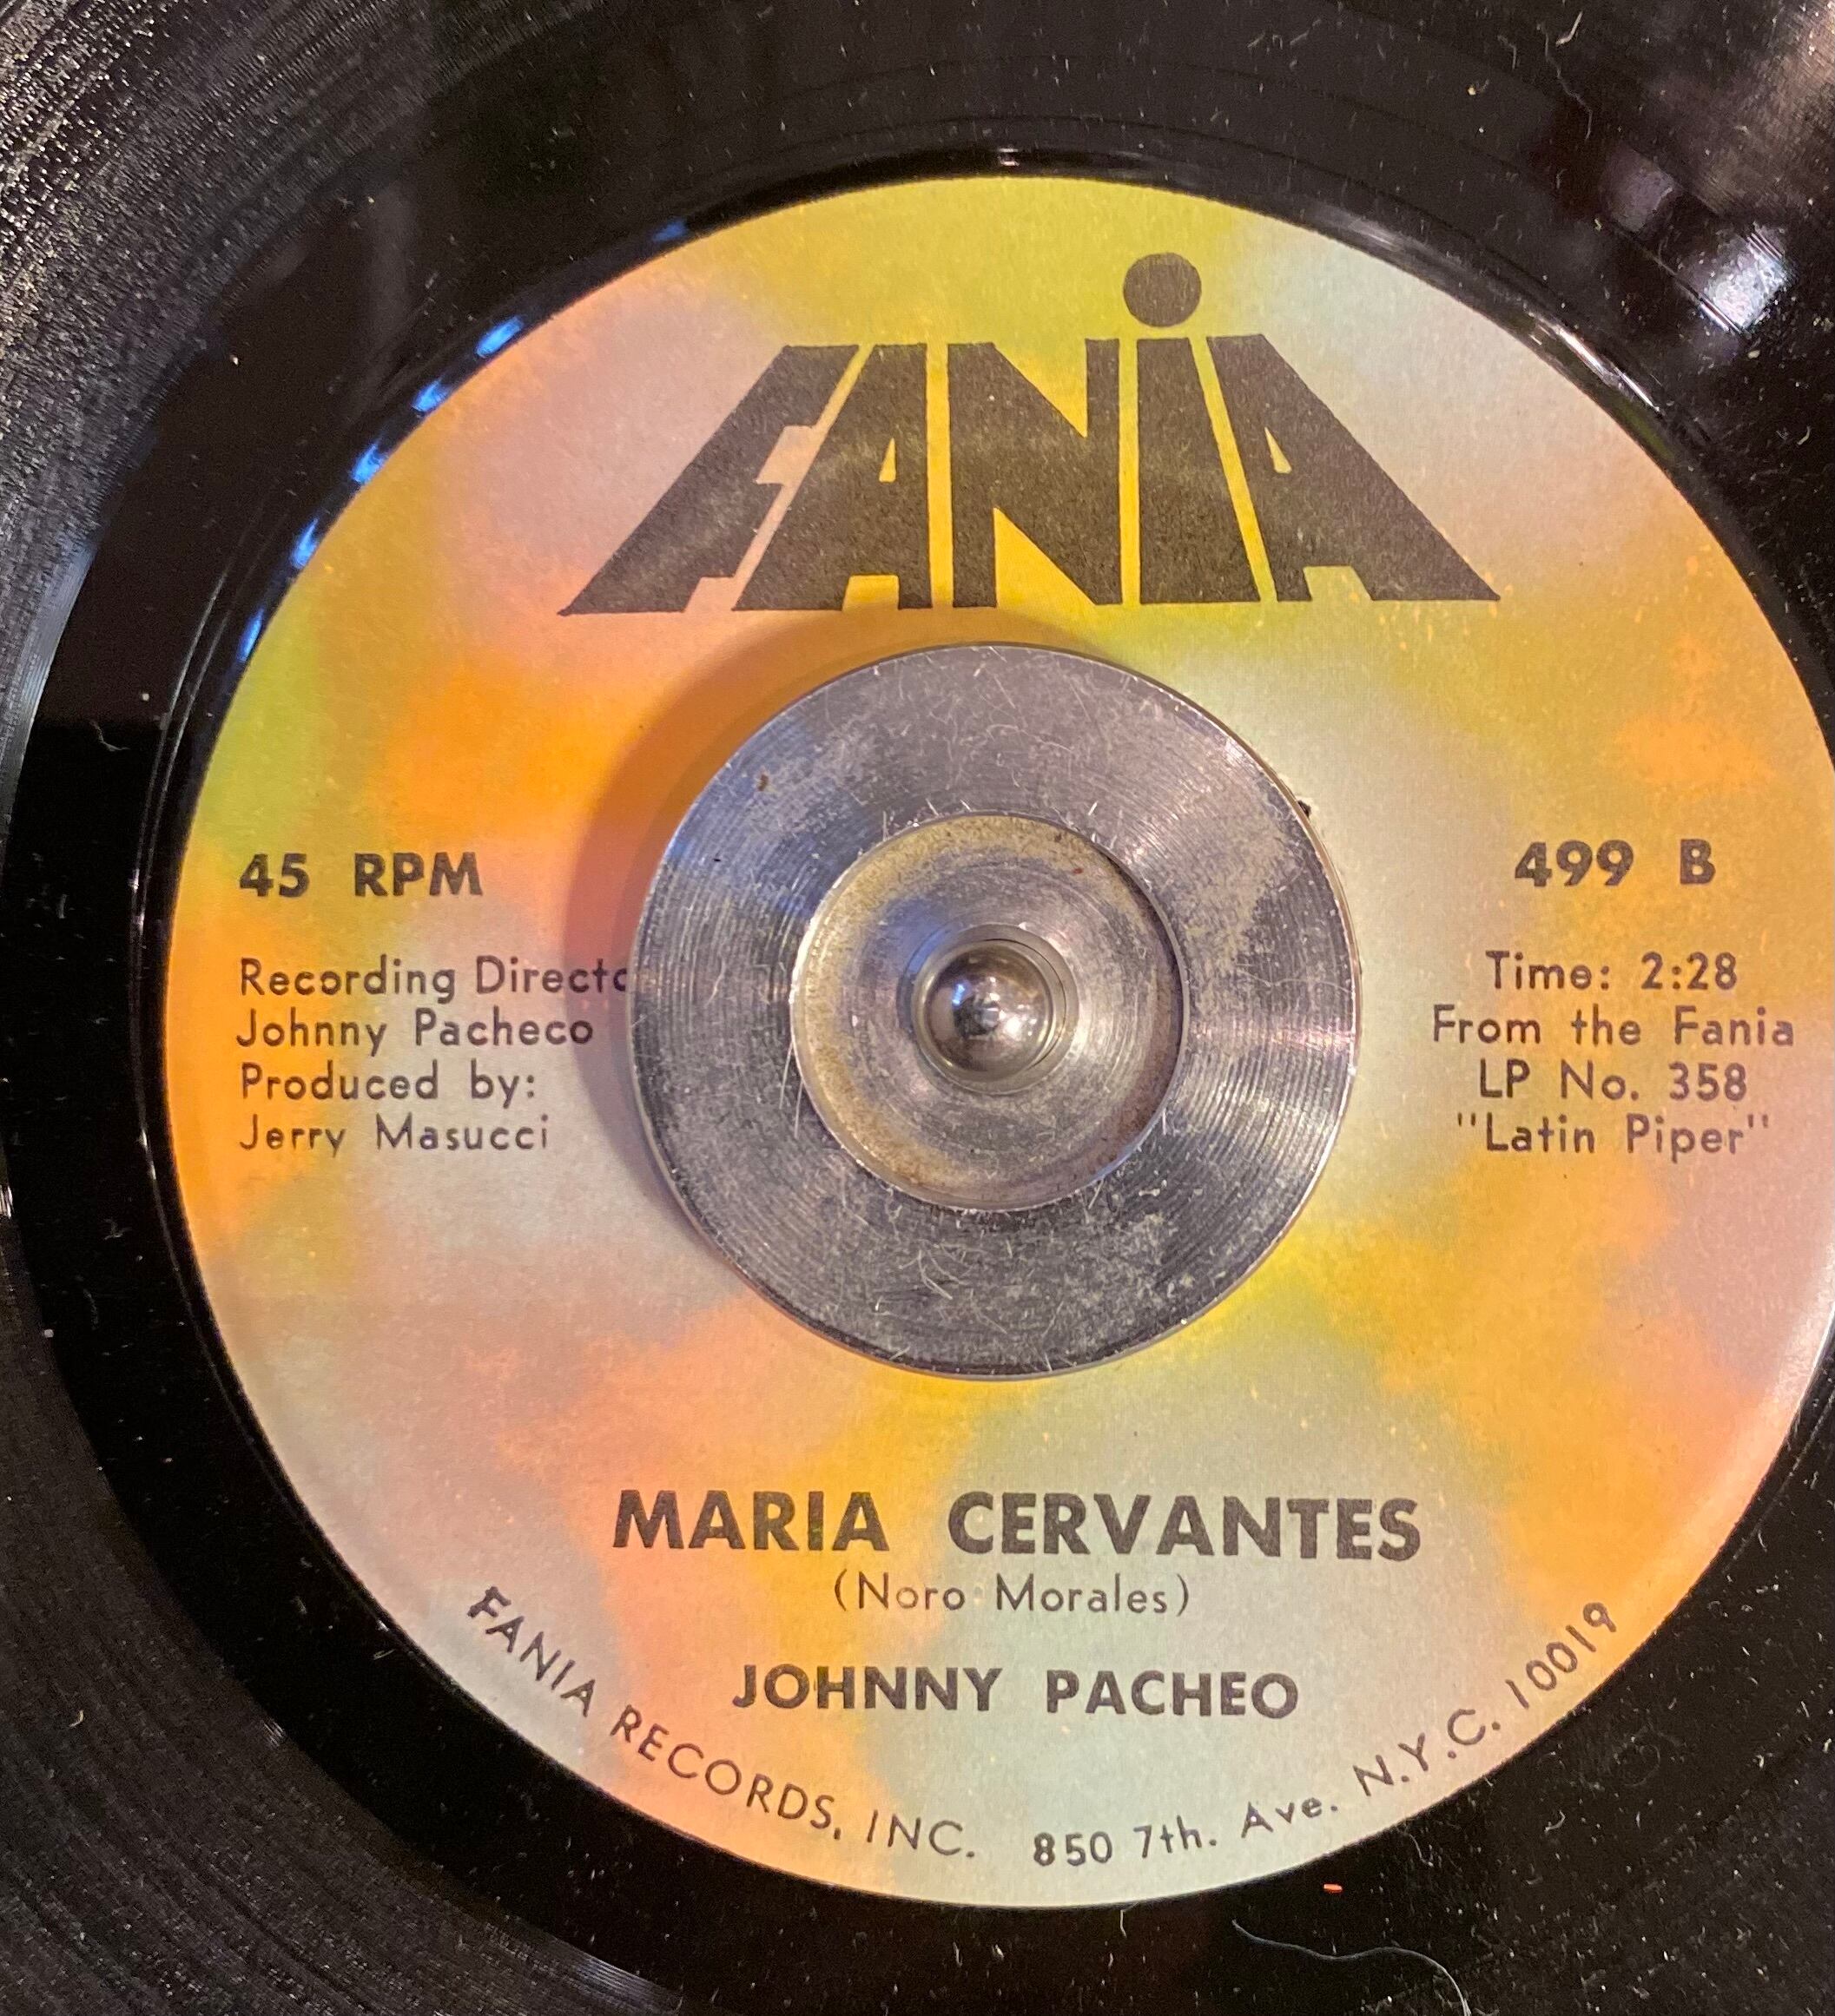 FANiA
45 RPM
Recording Directo
Johnny Pacheco
Produced by:
Jerry Masucci
499 B
Time: 2:28
From the Fania
LP No. 358
"Latin Piper"
MARIA CERVANTES
(Noro Morales)
JOHNNY PACHEO
FANIA RECORDS, INC. 850 7th. Ave. N.Y.C. 10019